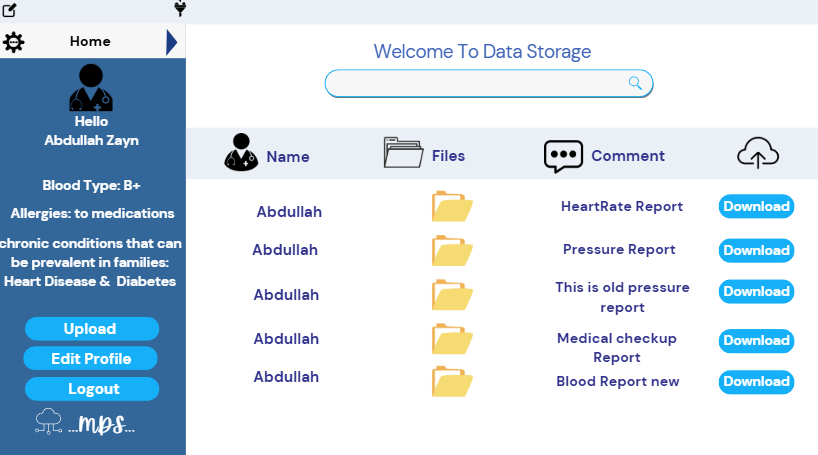 Home
Hello
Abdullah Zayn
Blood Type: B+
Allergies: to medications
chronic conditions that can
be prevalent in families:
Heart Disease & Diabetes
Upload
Edit Profile
Logout
...mps...
Welcome To Data Storage
Name Files Comment
Abdullah HeartRate Report Download
Abdullah Pressure Report Download
Abdullah This is old pressure Download
report
Abdullah Medical checkup Download
Report
Abdullah Blood Report new Download